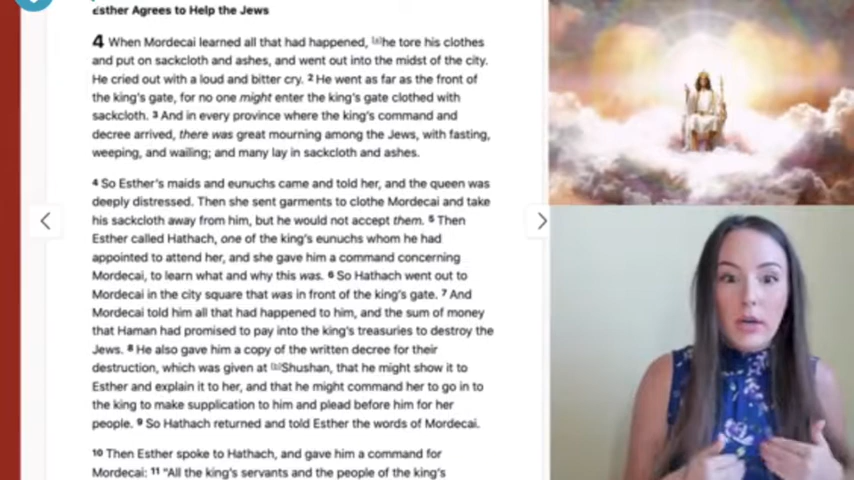 Esther Agrees to Help the Jews
4 When Mordecai learned all that had happened, [a]he tore his clothes
and put on sackcloth and ashes, and went out into the midst of the city.
He cried out with a loud and bitter cry. 2 He went as far as the front of
the king's gate, for no one might enter the king's gate clothed with
sackcloth. 3 And in every province where the king's command and
decree arrived, there was great mourning among the Jews, with fasting,
weeping, and wailing; and many lay in sackcloth and ashes.
4 So Esther's maids and eunuchs came and told her, and the queen was
deeply distressed. Then she sent garments to clothe Mordecai and take
his sackcloth away from him, but he would not accept them. 5 Then
Esther called Hathach, one of the king's eunuchs whom he had
appointed to attend her, and she gave him a command concerning
Mordecai, to learn what and why this was. 6 So Hathach went out to
Mordecai in the city square that was in front of the king's gate. 7 And
Mordecai told him all that had happened to him, and the sum of money
that Haman had promised to pay into the king's treasuries to destroy the
Jews. 8 He also gave him a copy of the written decree for their
destruction, which was given at [b]Shushan, that he might show it to
Esther and explain it to her, and that he might command her to go in to
the king to make supplication to him and plead before him for her
people. 9 So Hathach returned and told Esther the words of Mordecai.
10 Then Esther spoke to Hathach, and gave him a command for
Mordecai: 11 "All the king's servants and the people of the king's